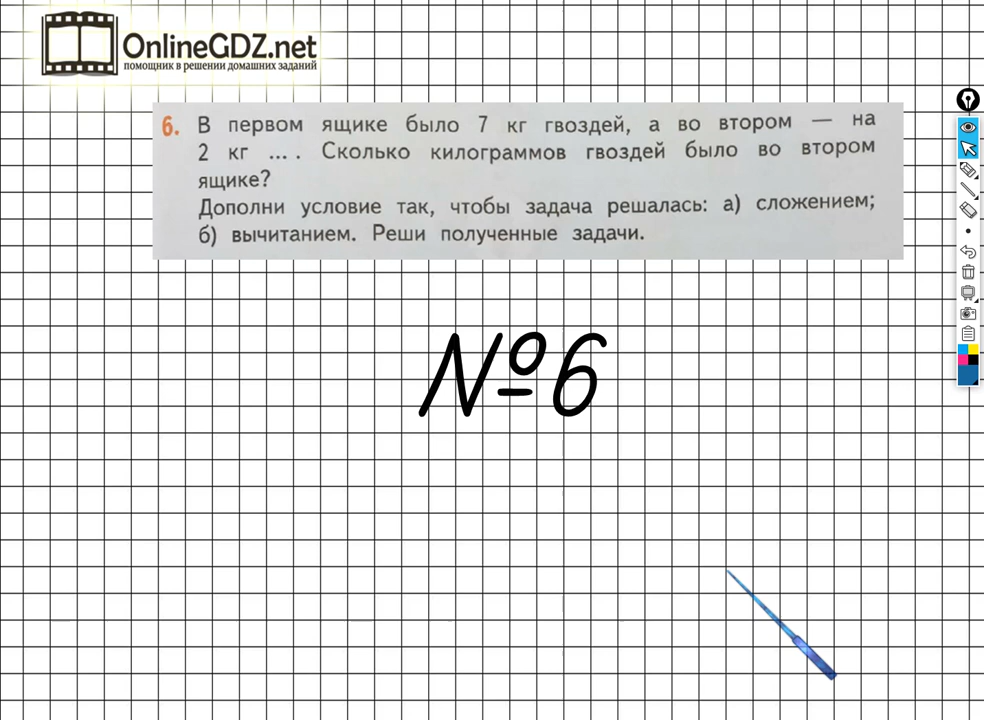 OnlineGDZ.net
помощник в решении домашних заданий
6. В первом ящике было 7 кг гвоздей, а во втором — на
2 кг ... . Сколько килограммов гвоздей было во втором
ящике?
Дополни условие так, чтобы задача решалась: а) сложением;
б) вычитанием. Реши полученные задачи.
№6